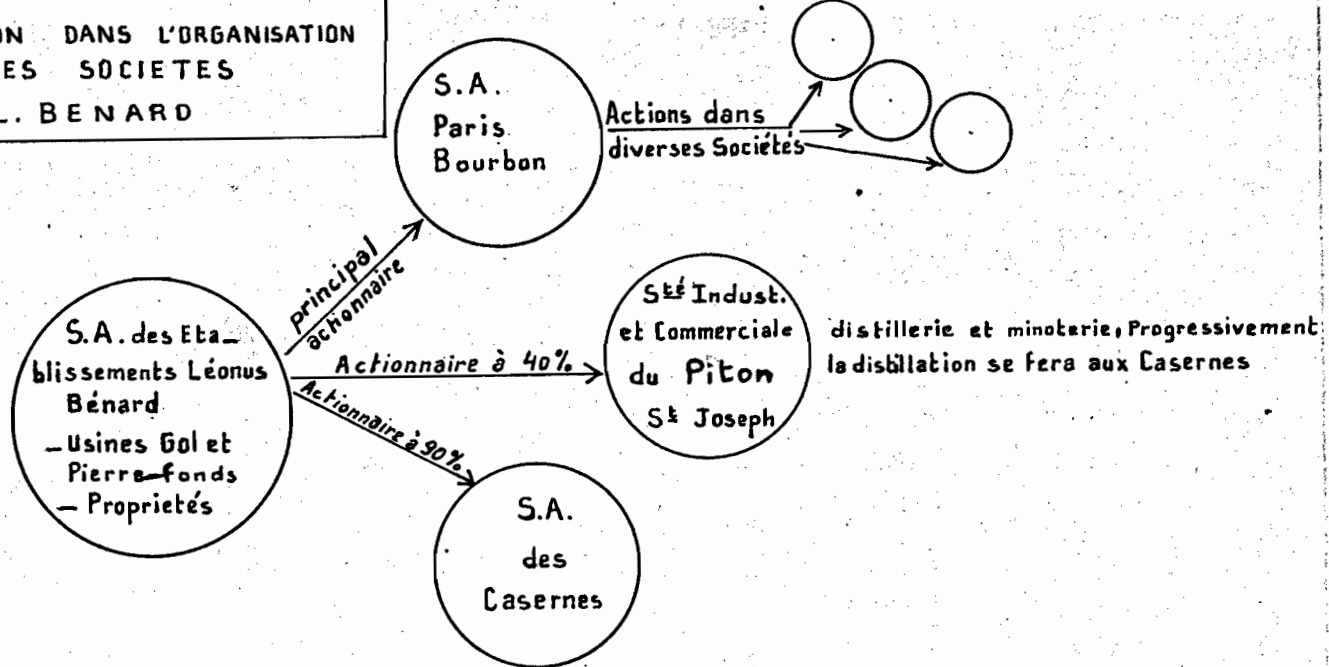 ON DANS L'ORGANISATION
ES SOCIETES
L. BENARD
S.A.
Paris
Bourbon
Actions dans
diverses Sociétés
principal
actionnaire
S.A. des Eta_
blissements Léonus
Bénard
_Usines Gol et
Pierre-fonds
— Proprietés
Actionnaire à 40%
Sté Indust.
et Commerciale
du Piton
St Joseph
distillerie et minoterie, Progressivement
la distillation se fera aux Casernes
Actionnaire à 90%
S.A.
des
Casernes